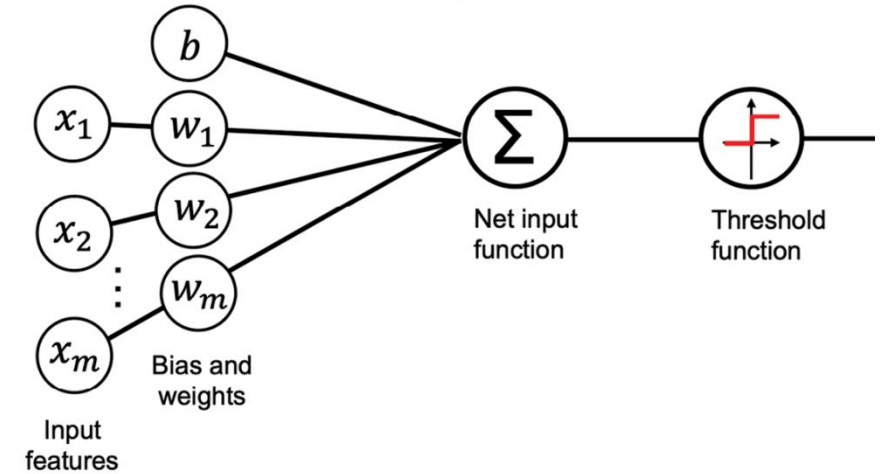 b
x₁
w₁
x₂
w₂
⋮
wₘ
xₘ
Σ
Net input
function
Threshold
function
Bias and
weights
Input
features